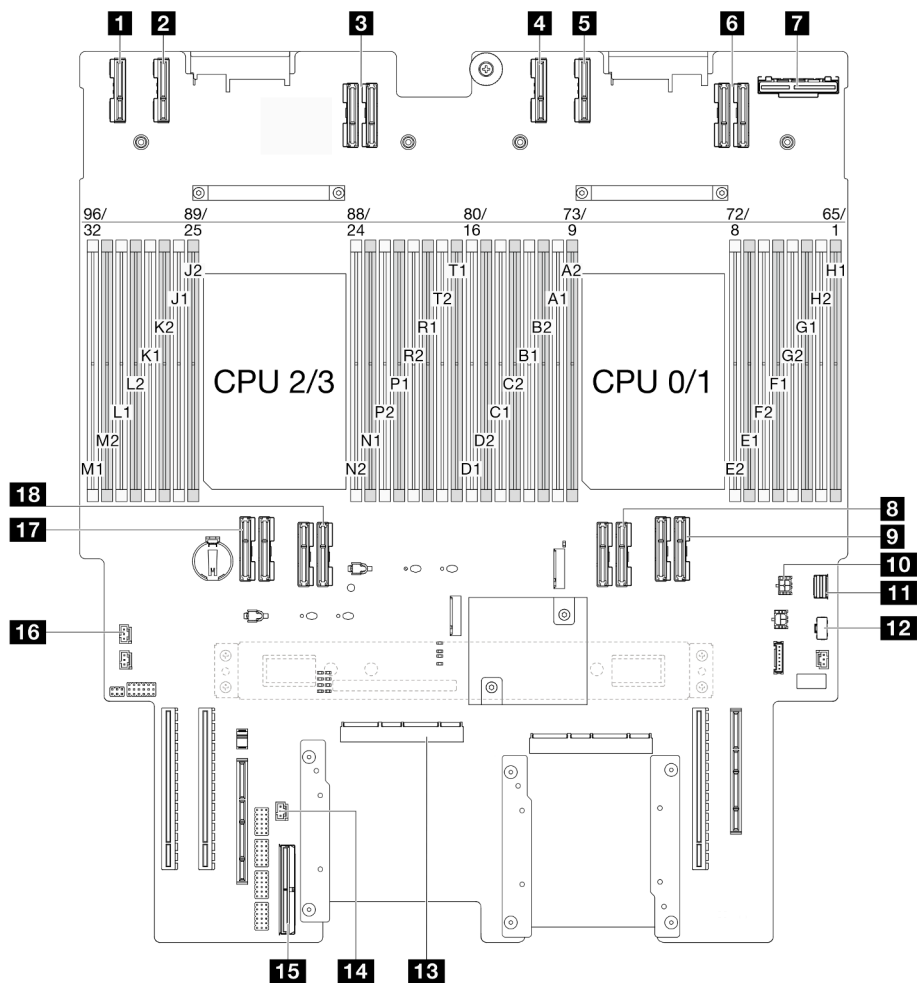 1 2 3 4 5 6 7
96/ 89/ 88/ 80/ 73/ 72/ 65/
32 25 24 16 9 8 1
J2 T1 A2 H1
J1 T2 A1 H2
K2 R1 B2 G1
K1 R2 B1 G2
CPU 2/3 CPU 0/1
L2 P1 C2 F1
L1 P2 C1 F2
M2 N1 D2 E1
M1 N2 D1 E2
18 8
17 9
10
11
16 12
15 14 13